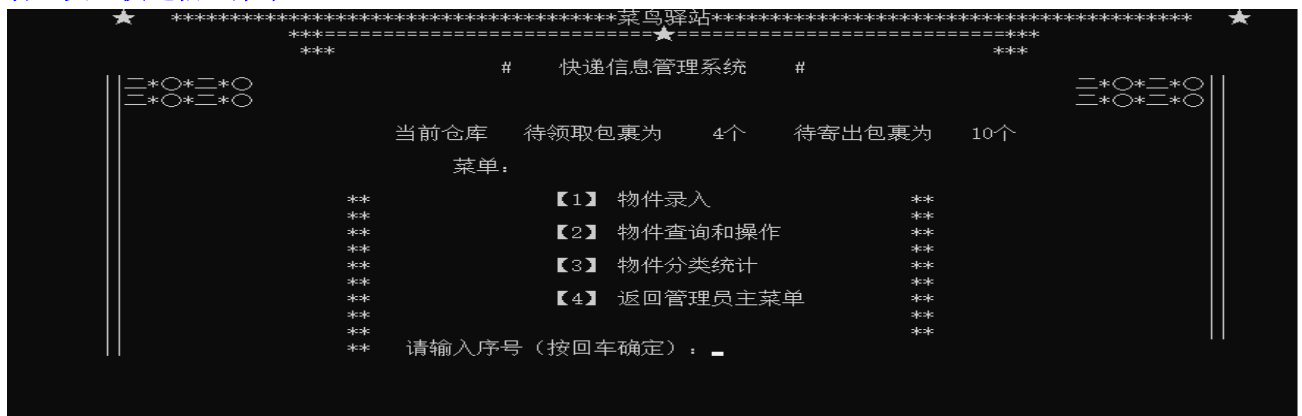 ★ ************************************菜鸟驿站*************************************** ★
***============================★============================***
*** ***
# 快递信息管理系统 #
||二*〇*二*〇 二*〇*二*〇||
||三*〇*三*〇 三*〇*三*〇||
当前仓库 待领取包裹为 4个 待寄出包裹为 10个
菜单:
** 【1】 物件录入 **
** **
** 【2】 物件查询和操作 **
** **
** 【3】 物件分类统计 **
** **
** 【4】 返回管理员主菜单 **
** **
** **
** 请输入序号(按回车确定):